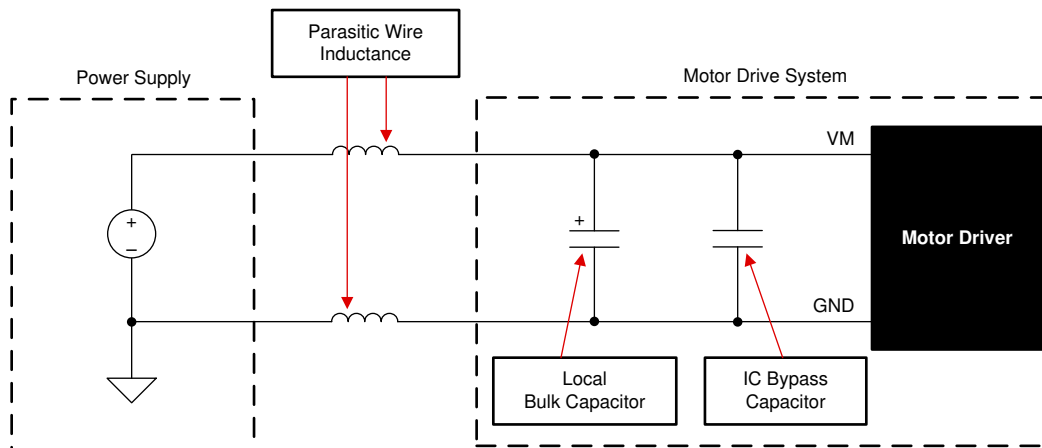 Parasitic Wire
Inductance
Power Supply
Motor Drive System
VM
+
–
+
Motor Driver
GND
Local
Bulk Capacitor
IC Bypass
Capacitor